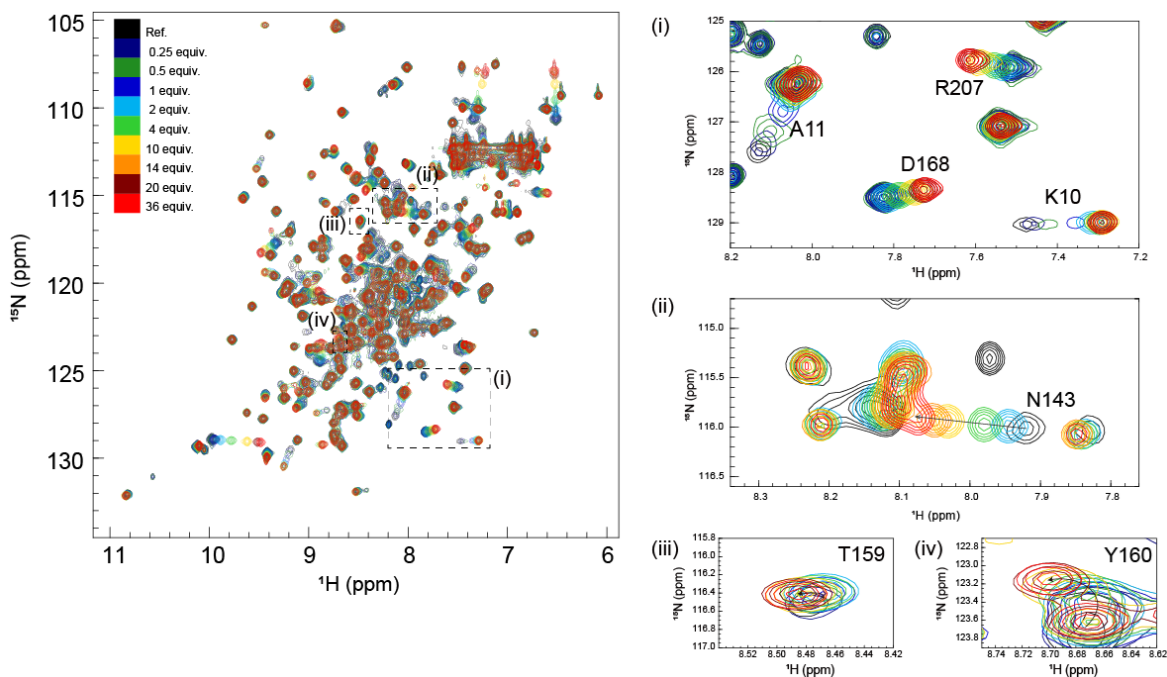 105
110
115
120
125
130
¹⁵N (ppm)
11
10
9
8
7
6
¹H (ppm)
Ref.
0.25 equiv.
0.5 equiv.
1 equiv.
2 equiv.
4 equiv.
10 equiv.
14 equiv.
20 equiv.
36 equiv.
(ii)
(iii)
(iv)
(i)
(i)
125
126
127
128
129
¹⁵N (ppm)
R207
A11
D168
K10
8.2
8.0
7.8
7.6
7.4
7.2
¹H (ppm)
(ii)
115.0
115.5
116.0
116.5
¹⁵N (ppm)
N143
8.3
8.2
8.1
8.0
7.9
7.8
¹H (ppm)
(iii)
T159
115.8
116.0
116.2
116.4
116.6
116.8
117.0
¹⁵N (ppm)
8.52
8.50
8.48
8.46
8.44
8.42
¹H (ppm)
(iv)
Y160
122.8
123.0
123.2
123.4
123.6
123.8
¹⁵N (ppm)
8.74
8.72
8.70
8.68
8.66
8.64
8.62
¹H (ppm)